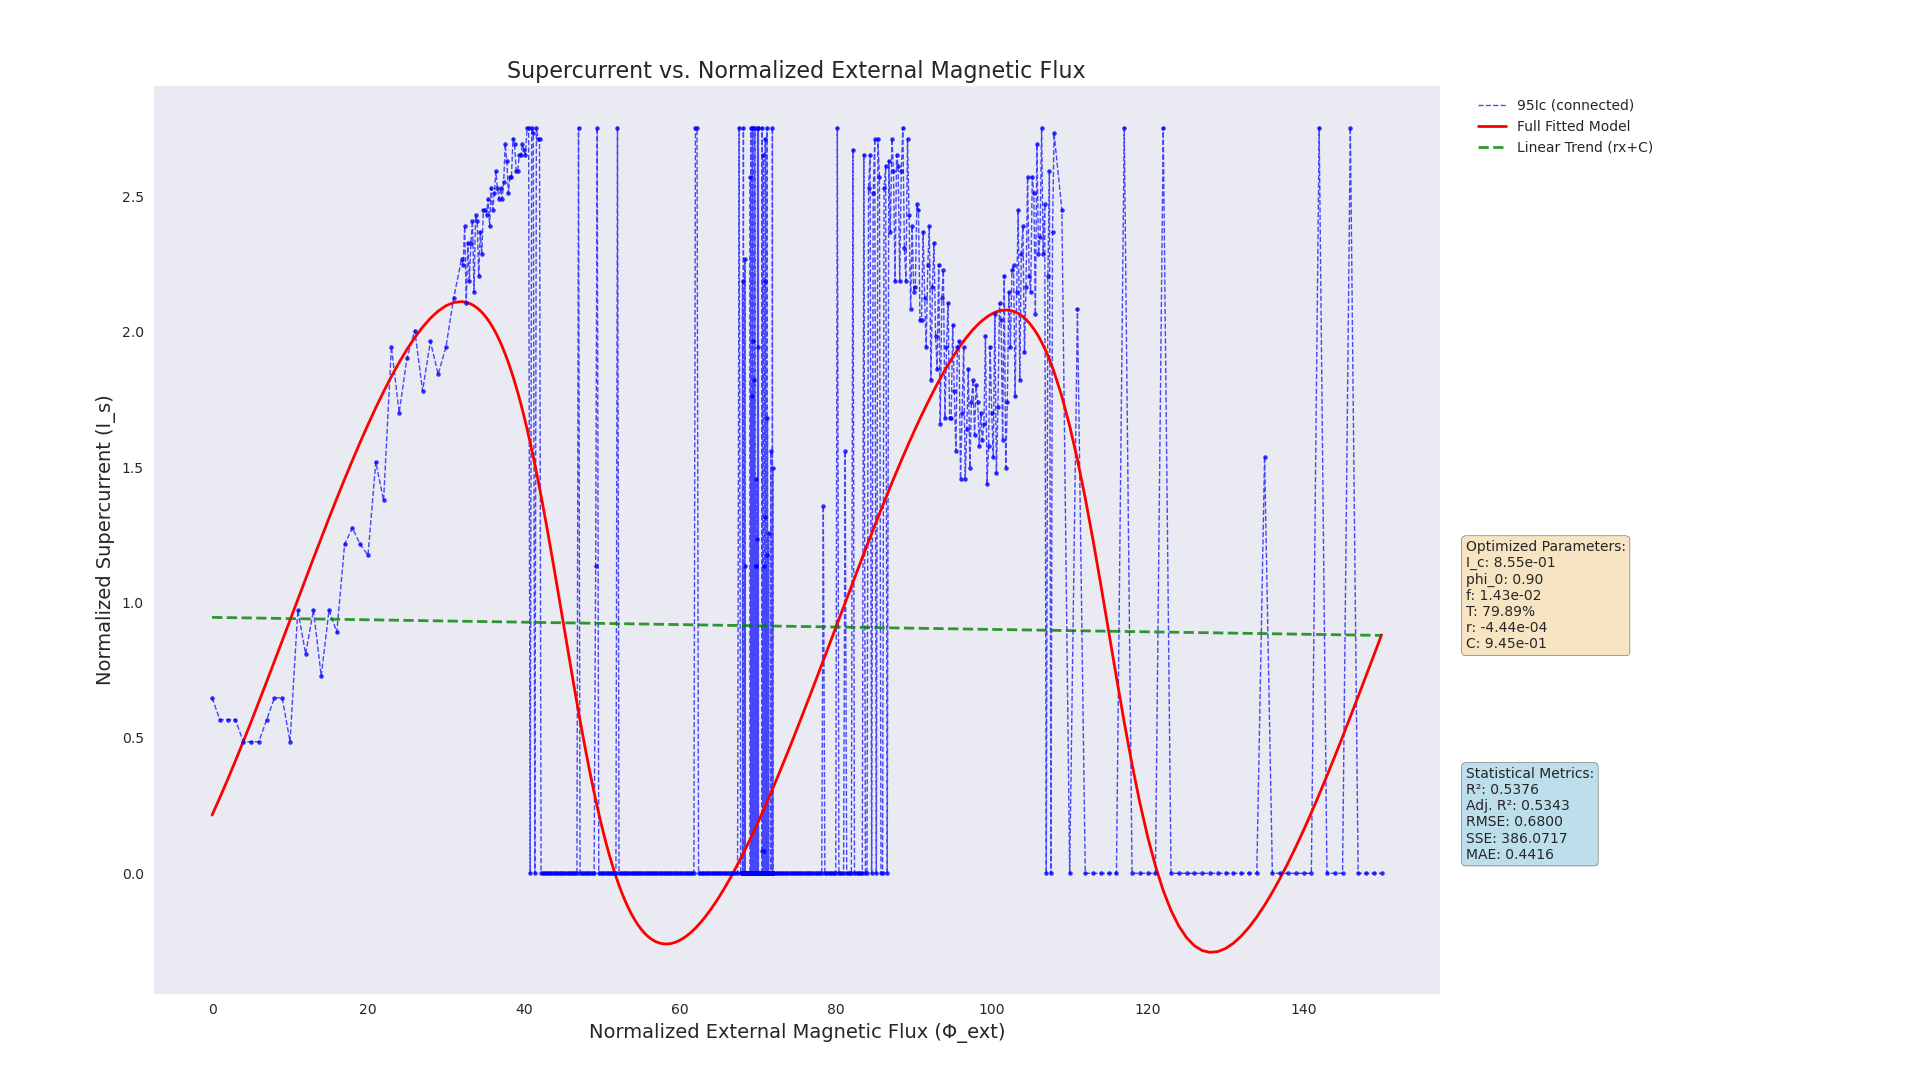 Supercurrent vs. Normalized External Magnetic Flux
95Ic (connected)
Full Fitted Model
Linear Trend (rx+C)
Normalized Supercurrent (I_s)
2.5
2.0
1.5
1.0
0.5
0.0
0
20
40
60
80
100
120
140
Normalized External Magnetic Flux (Φ_ext)
Optimized Parameters:
I_c: 8.55e-01
phi_0: 0.90
f: 1.43e-02
T: 79.89%
r: -4.44e-04
C: 9.45e-01
Statistical Metrics:
R²: 0.5376
Adj. R²: 0.5343
RMSE: 0.6800
SSE: 386.0717
MAE: 0.4416